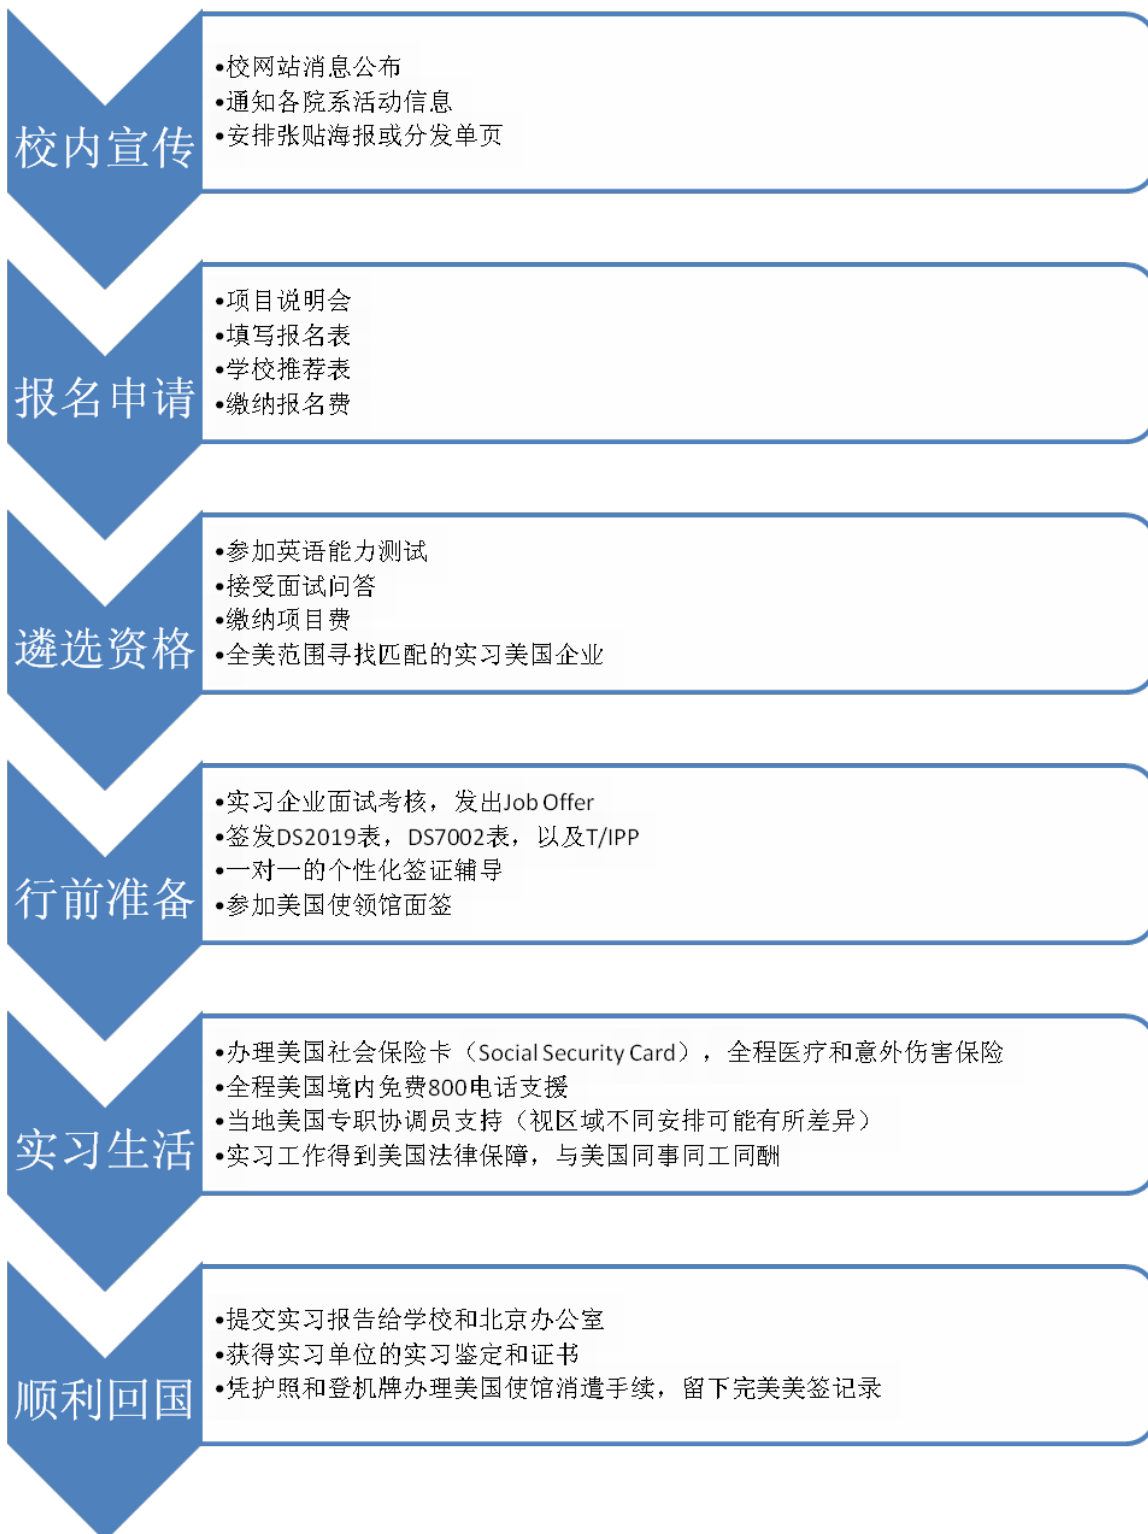 校内宣传
•校网站消息公布
•通知各院系活动信息
•安排张贴海报或分发单页
报名申请
•项目说明会
•填写报名表
•学校推荐表
•缴纳报名费
遴选资格
•参加英语能力测试
•接受面试问答
•缴纳项目费
•全美范围寻找匹配的实习美国企业
行前准备
•实习企业面试考核，发出Job Offer
•签发DS2019表，DS7002表，以及T/IPP
•一对一的个性化签证辅导
•参加美国使领馆面签
实习生活
•办理美国社会保险卡（Social Security Card），全程医疗和意外伤害保险
•全程美国境内免费800电话支援
•当地美国专职协调员支持（视区域不同安排可能有所差异）
•实习工作得到美国法律保障，与美国同事同工同酬
顺利回国
•提交实习报告给学校和北京办公室
•获得实习单位的实习鉴定和证书
•凭护照和登机牌办理美国使馆消遣手续，留下完美美签记录